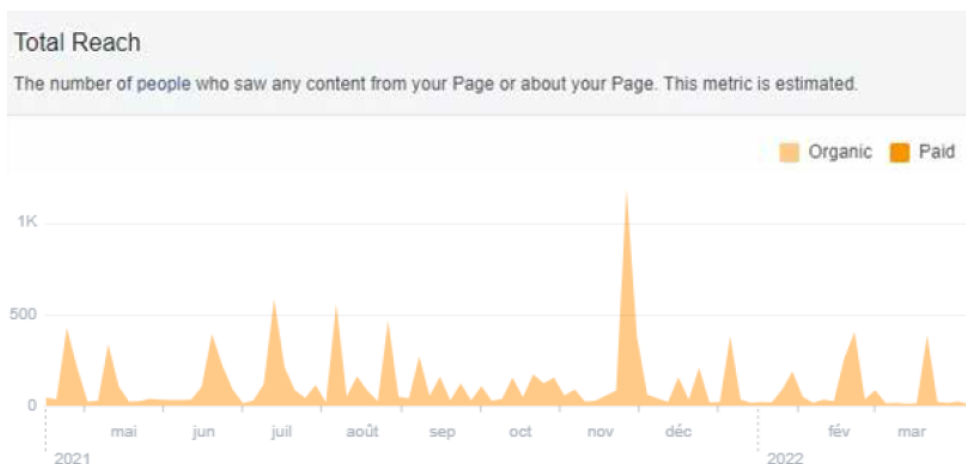 Total Reach
The number of people who saw any content from your Page or about your Page. This metric is estimated.
Organic Paid
1K
500
0
mai jun juil août sep oct nov déc fév mar
2021 2022